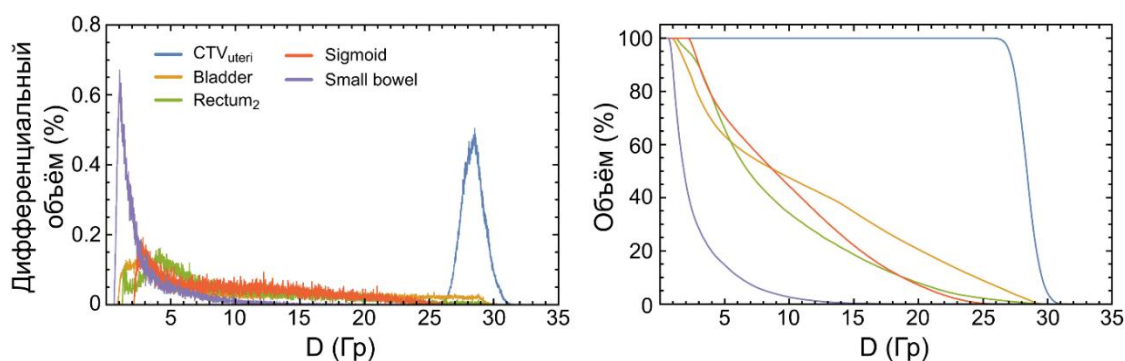 Дифференциальный
объём (%)
0.8
0.6
0.4
0.2
0
CTVuteri
Bladder
Rectum2
Sigmoid
Small bowel
5
10
15
20
25
30
35
D (Гр)
Объём (%)
100
80
60
40
20
0
5
10
15
20
25
30
35
D (Гр)